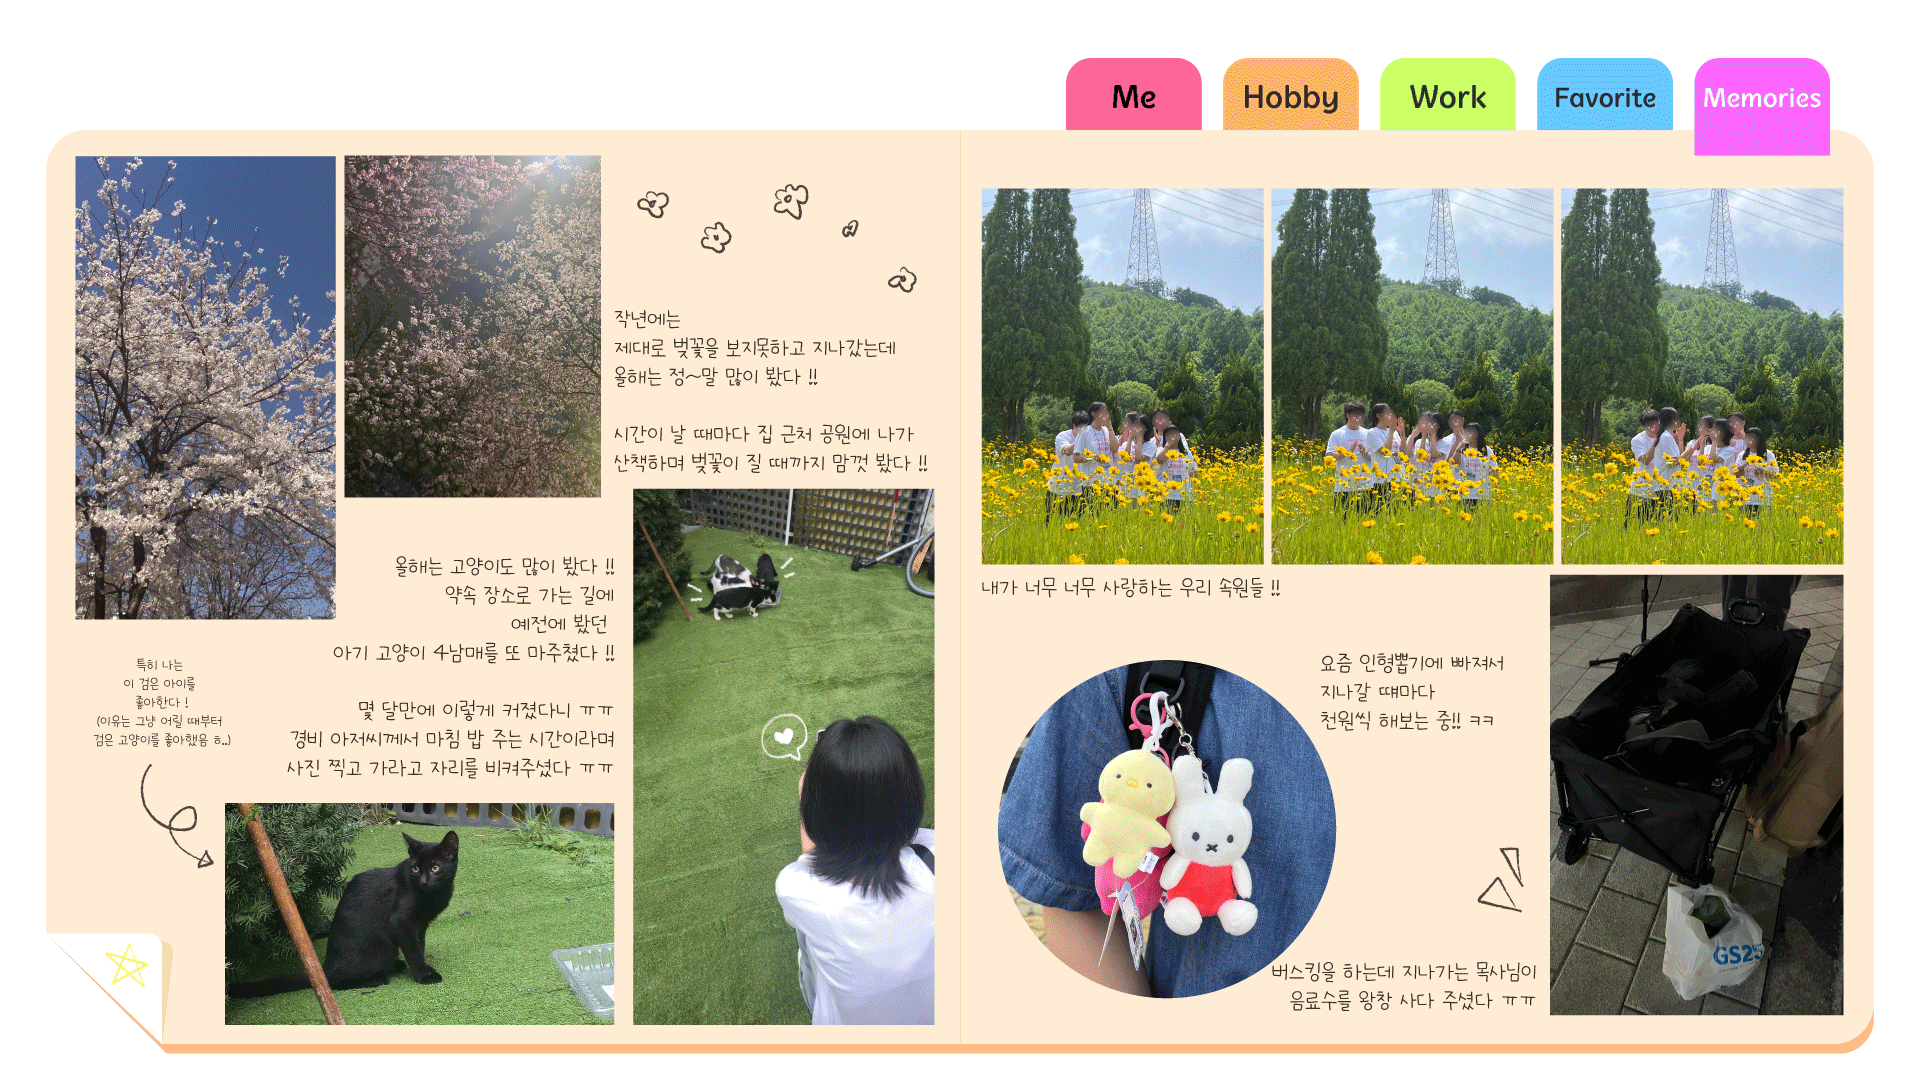 Me
Hobby
Work
Favorite
Memories
작년에는
제대로 벚꽃을 보지못하고 지나갔는데
올해는 정~말 많이 봤다 !!
시간이 날 때마다 집 근처 공원에 나가
산책하며 벚꽃이 질 때까지 맘껏 봤다 !!
올해는 고양이도 많이 봤다 !!
약속 장소로 가는 길에
예전에 봤던
아기 고양이 4남매를 또 마주쳤다 !!
몇 달만에 이렇게 커졌다니 ㅠㅠ
경비 아저씨께서 마침 밥 주는 시간이라며
사진 찍고 가라고 자리를 비켜주셨다 ㅠㅠ
특히 나는
이 검은 아이를
좋아한다 !
(이유는 그냥 어릴 때부터
검은 고양이를 좋아했음 ㅎ..)
내가 너무 너무 사랑하는 우리 속원들 !!
요즘 인형뽑기에 빠져서
지나갈 때마다
천원씩 해보는 중!! ㅋㅋ
버스킹을 하는데 지나가는 목사님이
음료수를 왕창 사다 주셨다 ㅠㅠ
GS25